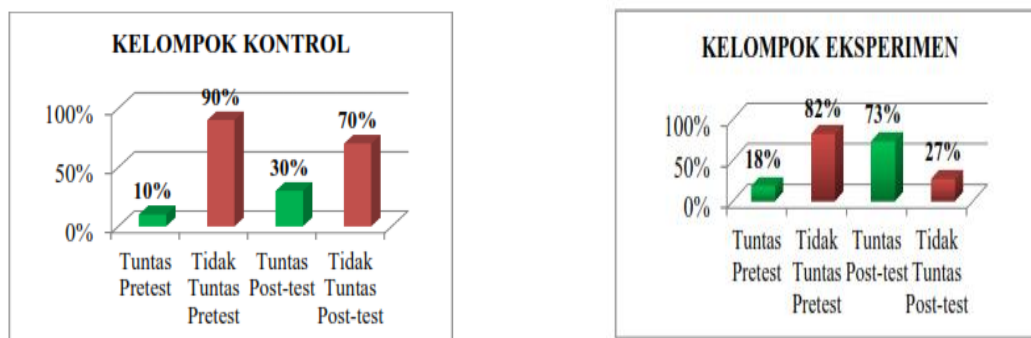 KELOMPOK KONTROL
100%
50%
0%
10%
90%
30%
70%
Tuntas
Pretest
Tidak
Tuntas
Pretest
Tuntas
Post-test
Tidak
Tuntas
Post-test
KELOMPOK EKSPERIMEN
100%
50%
0%
18%
82%
73%
27%
Tuntas
Pretest
Tidak
Tuntas
Pretest
Tuntas
Post-test
Tidak
Tuntas
Post-test